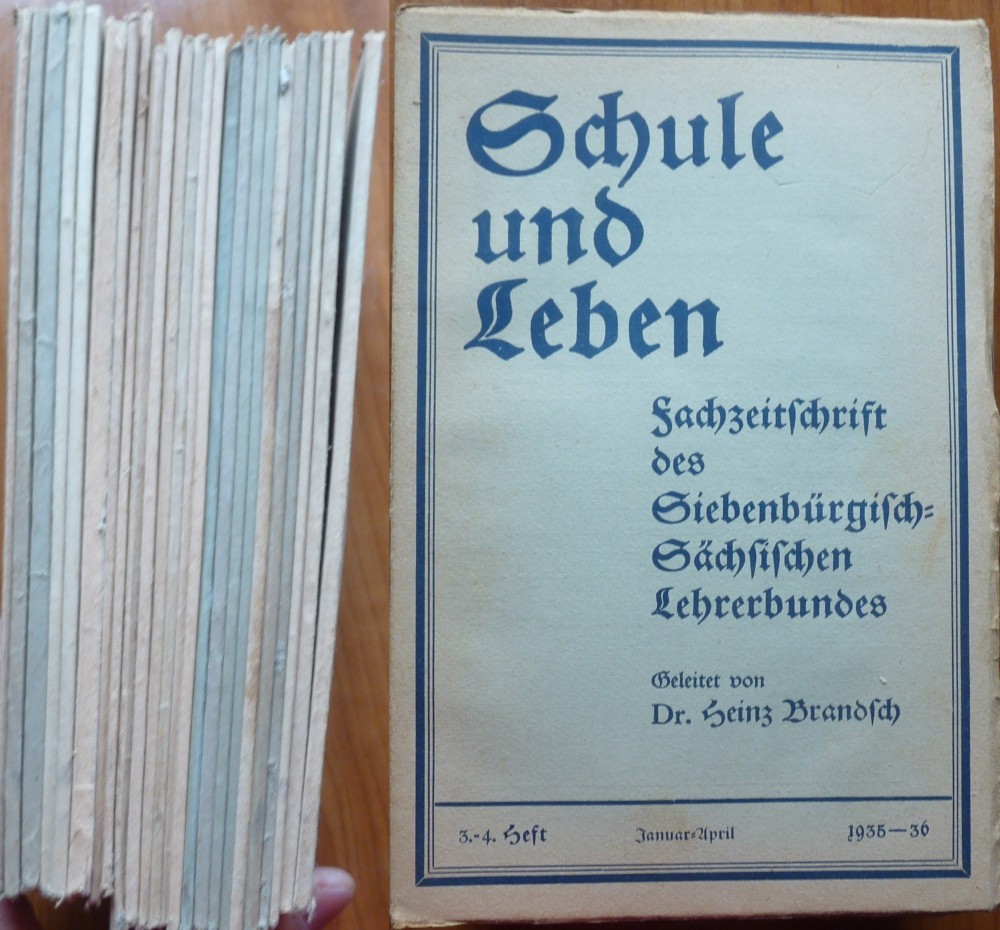 Schule
und
Leben
Fachzeitſchrift
des
Siebenbürgiſch-
Sächſiſchen
Lehrerbundes
Geleitet von
Dr. Heinz Brandſch
3.-4. Heft Januar-April 1935—36